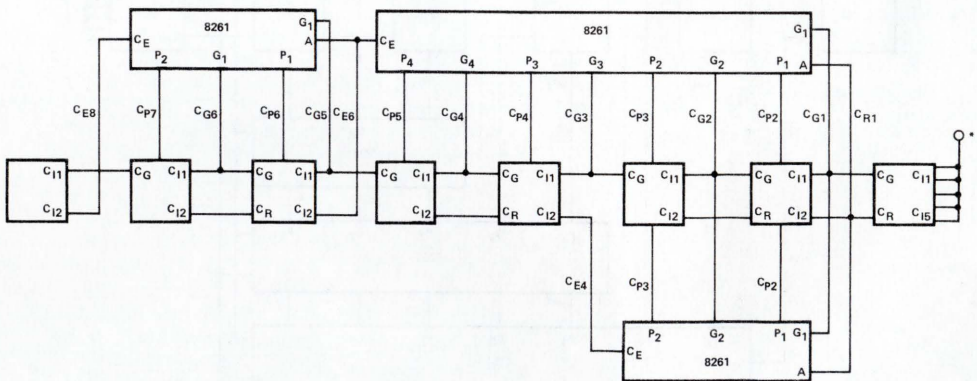 8261 G1 8261 G1
CE A CE A
P2 G1 P1 P4 G4 P3 G3 P2 G2 P1
CE8 CP7 CG6 CP6 CG5 CE6 CP5 CG4 CP4 CG3 CP3 CG2 CP2 CG1 CR1
*
CI1 CG CI1 CG CI1 CG CI1 CG CI1 CG CI1 CG CI1 CG CI1
CI2 CI2 CR CI2 CI2 CR CI2 CI2 CR CI2 CR CI5
CE4 CP3 CP2
P2 G2 P1 G1
CE 8261 A